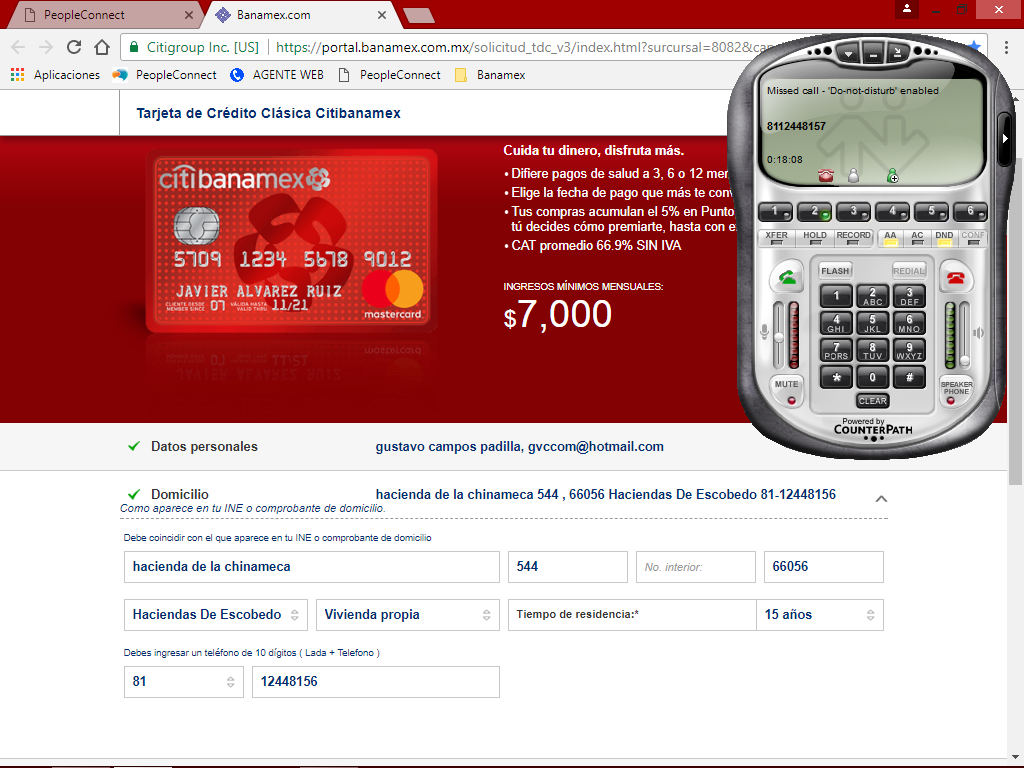 PeopleConnect
Banamex.com
Citigroup Inc. [US] https://portal.banamex.com.mx/solicitud_tdc_v3/index.html?surcursal=8082&
Aplicaciones PeopleConnect AGENTE WEB PeopleConnect Banamex
Tarjeta de Crédito Clásica Citibanamex
citibanamex
5709 1234 5678 9012
JAVIER ALVAREZ RUIZ
CLIENTE DESDE
MEMBER SINCE 07 VÁLIDA HASTA
VALID THRU 11/21
mastercard
Cuida tu dinero, disfruta más.
• Difiere pagos de salud a 3, 6 o 12
• Elige la fecha de pago que más te
• Tus compras acumulan el 5% en
tú decides cómo premiarte, hasta con
• CAT promedio 66.9% SIN IVA
INGRESOS MÍNIMOS MENSUALES:
$7,000
Missed call - 'Do-not-disturb' enabled
8112448157
0:18:08
1 2 3 4 5 6
XFER HOLD RECORD AA AC DND CONF
FLASH REDIAL
1 2 ABC 3 DEF
4 GHI 5 JKL 6 MNO
7 PQRS 8 TUV 9 WXYZ
* 0 #
MUTE
SPEAKER
PHONE
CLEAR
Powered by
COUNTERPATH
Datos personales gustavo campos padilla, gvccom@hotmail.com
Domicilio hacienda de la chinameca 544 , 66056 Haciendas De Escobedo 81-12448156
Como aparece en tu INE o comprobante de domicilio.
Debe coincidir con el que aparece en tu INE o comprobante de domicilio
hacienda de la chinameca 544 No. interior: 66056
Haciendas De Escobedo Vivienda propia Tiempo de residencia:* 15 años
Debes ingresar un teléfono de 10 dígitos ( Lada + Telefono )
81 12448156